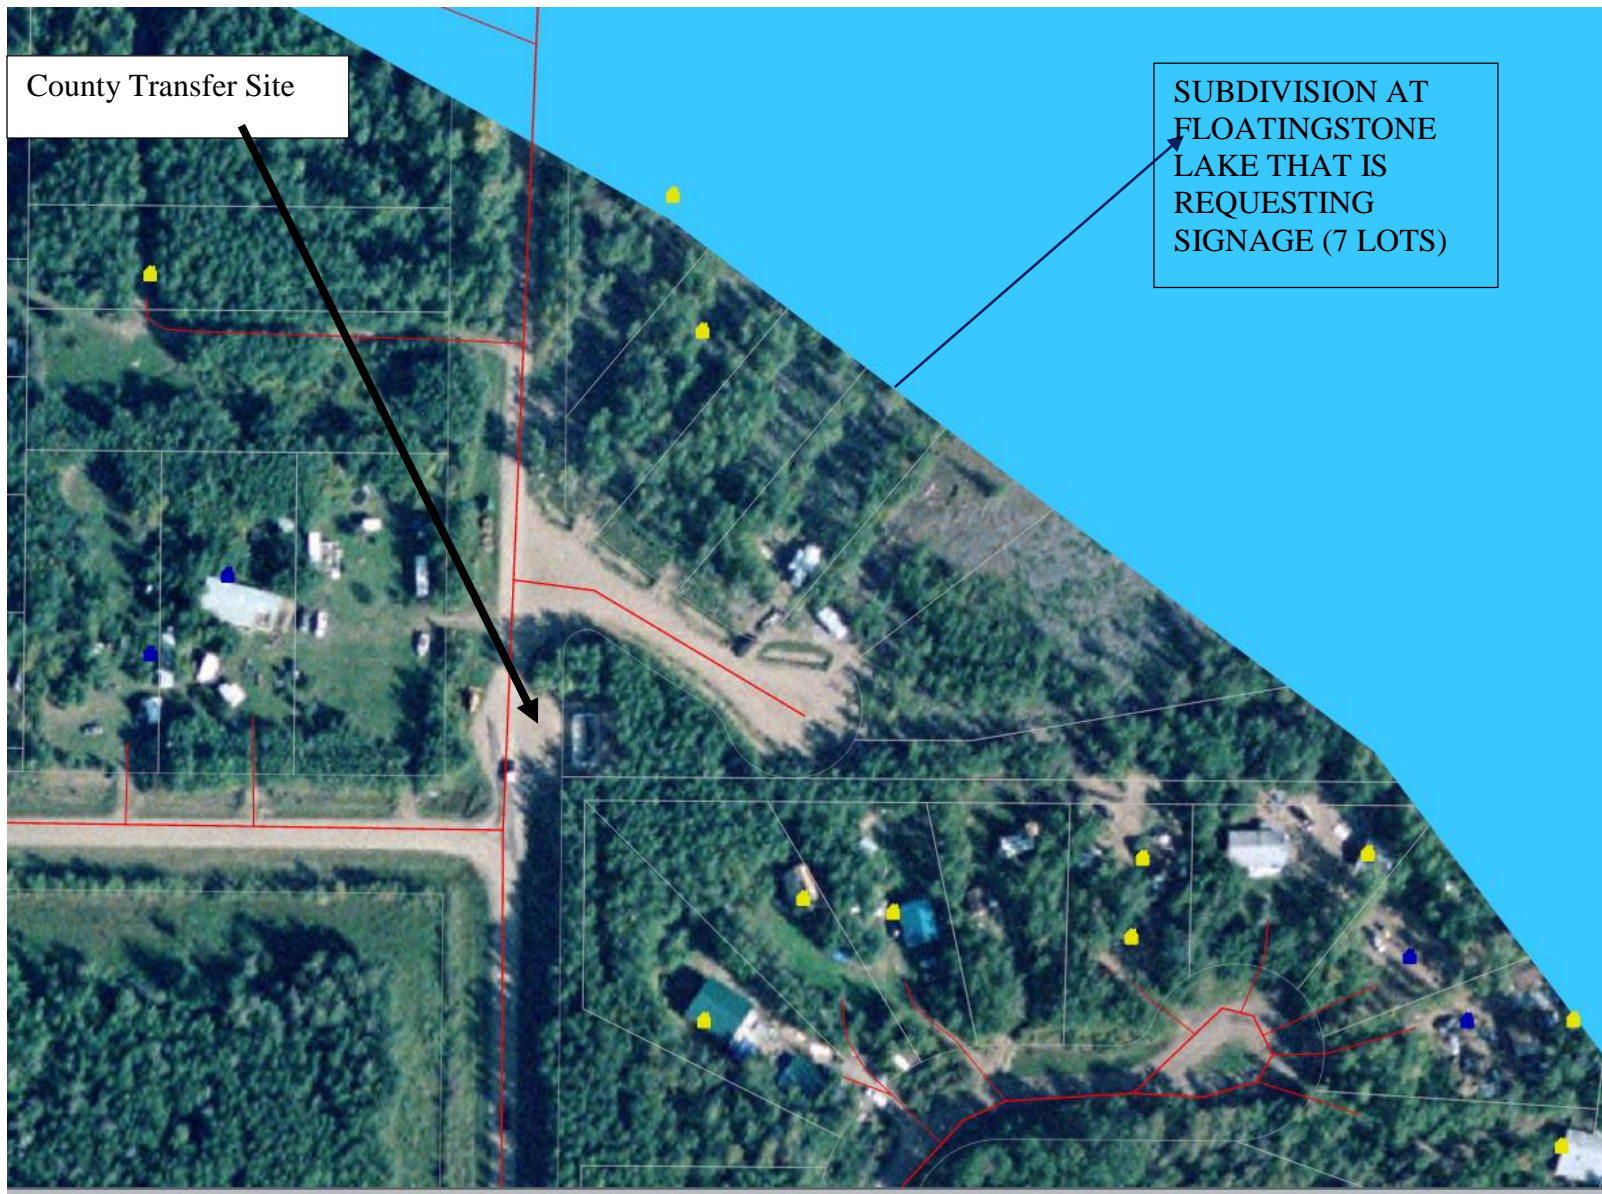 County Transfer Site
SUBDIVISION AT
FLOATINGSTONE
LAKE THAT IS
REQUESTING
SIGNAGE (7 LOTS)